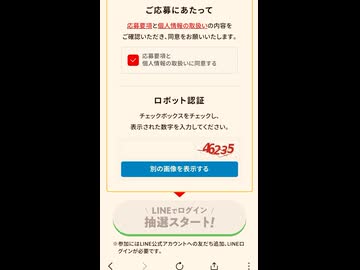 ご応募にあたって
応募要項と個人情報の取扱いの内容を
ご確認いただき、同意をお願いいたします。
応募要項と
個人情報の取扱いに同意する
ロボット認証
チェックボックスをチェックし、
表示された数字を入力してください。
46235
別の画像を表示する
LINEでログイン
抽選スタート!
※参加にはLINE公式アカウントへの友だち追加、LINEロ
グインが必要です。